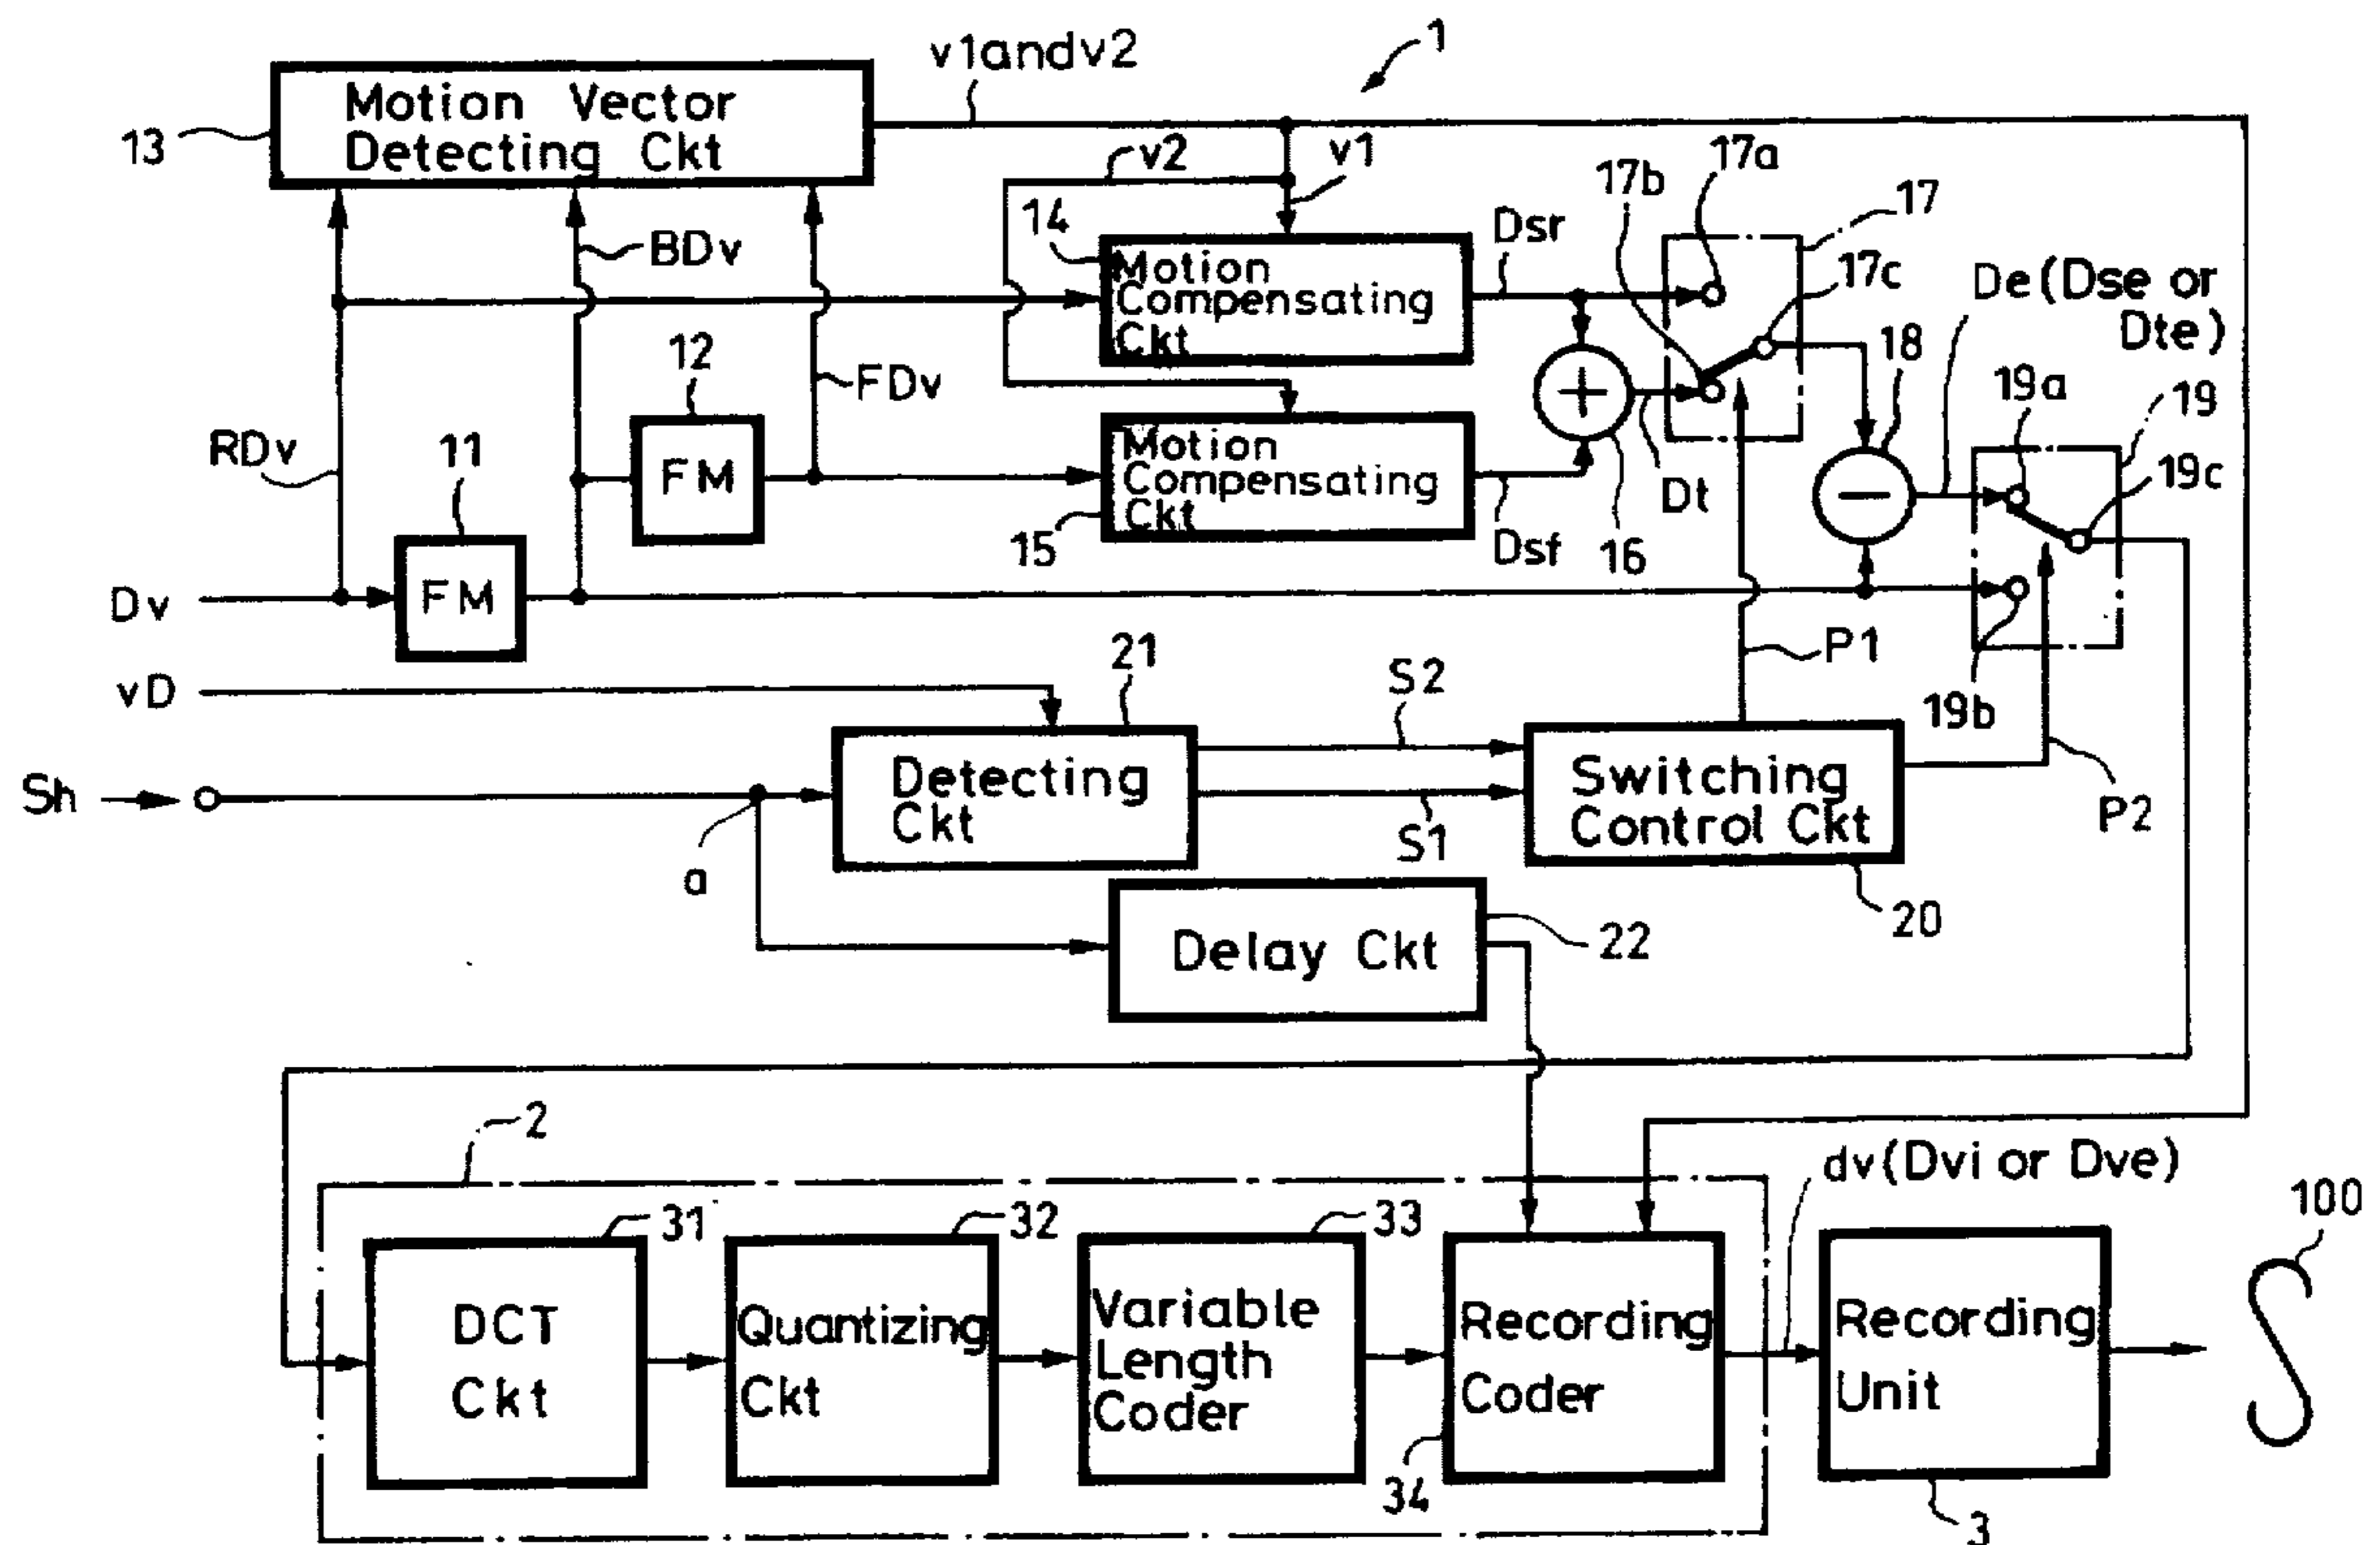 1
v1andv2
Motion Vector
Detecting Ckt
13
v2
v1
17a
17b
17
14
Dsr
17c
BDv
Motion
Compensating
Ckt
De(Dse or
Dte)
12
18
FDv
19a
19
RDv
11
FM
Motion
Compensating
Ckt
Dt
19c
15
Dsf
16
Dv
FM
P1
vD
21
S2
19b
Sh
Detecting
Ckt
Switching
Control Ckt
P2
S1
a
20
Delay Ckt
22
2
dv(Dvi or Dve)
100
31
32
33
DCT
Ckt
Quantizing
Ckt
Variable
Length
Coder
Recording
Coder
Recording
Unit
34
3